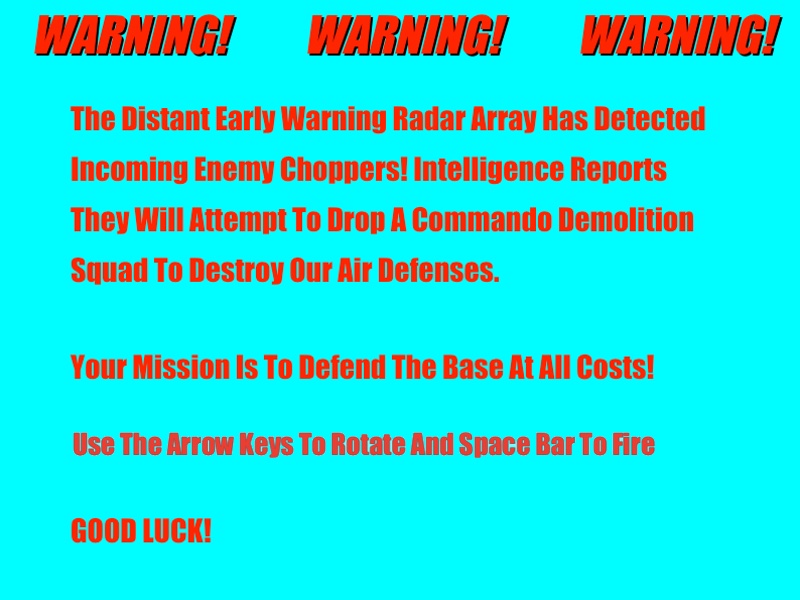 WARNING! WARNING! WARNING!
The Distant Early Warning Radar Array Has Detected
Incoming Enemy Choppers! Intelligence Reports
They Will Attempt To Drop A Commando Demolition
Squad To Destroy Our Air Defenses.
Your Mission Is To Defend The Base At All Costs!
Use The Arrow Keys To Rotate And Space Bar To Fire
GOOD LUCK!